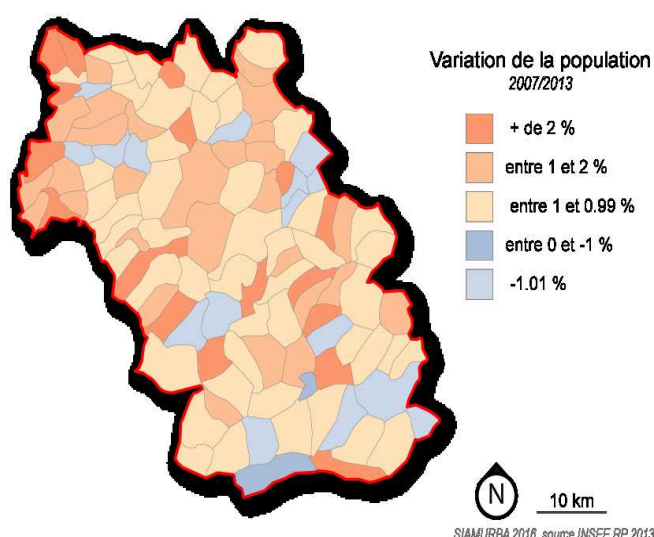 Variation de la population
2007/2013
+ de 2 %
entre 1 et 2 %
entre 1 et 0.99 %
entre 0 et -1 %
-1.01 %
N
10 km
SIAMURBA 2016, source INSEE RP 2013